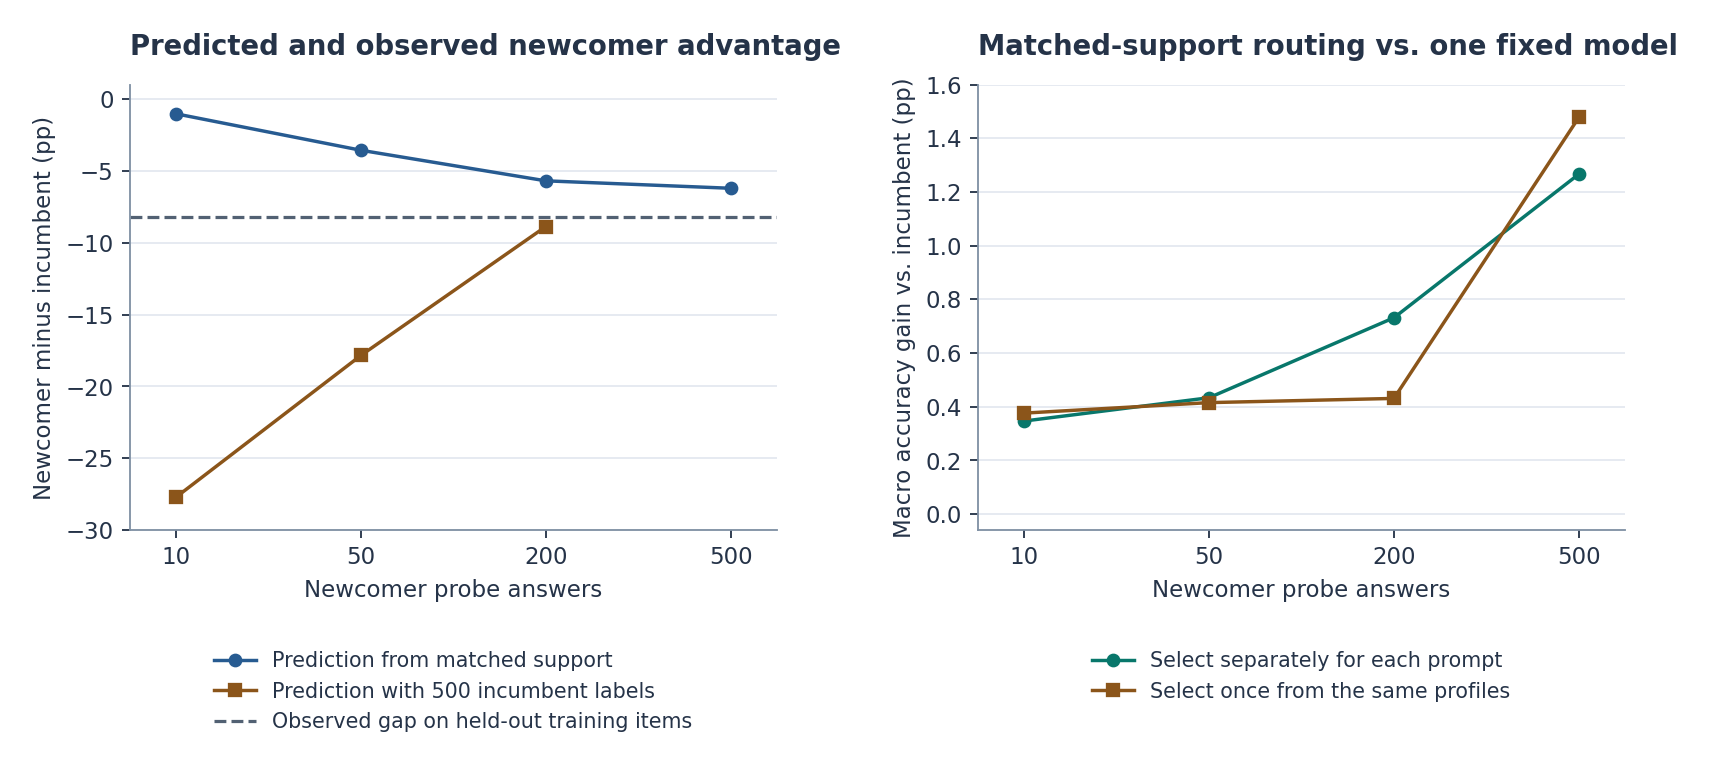 Predicted and observed newcomer advantage
Newcomer minus incumbent (pp)
0
−5
−10
−15
−20
−25
−30
10
50
200
500
Newcomer probe answers
Prediction from matched support
Prediction with 500 incumbent labels
Observed gap on held-out training items
Matched-support routing vs. one fixed model
Macro accuracy gain vs. incumbent (pp)
1.6
1.4
1.2
1.0
0.8
0.6
0.4
0.2
0.0
10
50
200
500
Newcomer probe answers
Select separately for each prompt
Select once from the same profiles